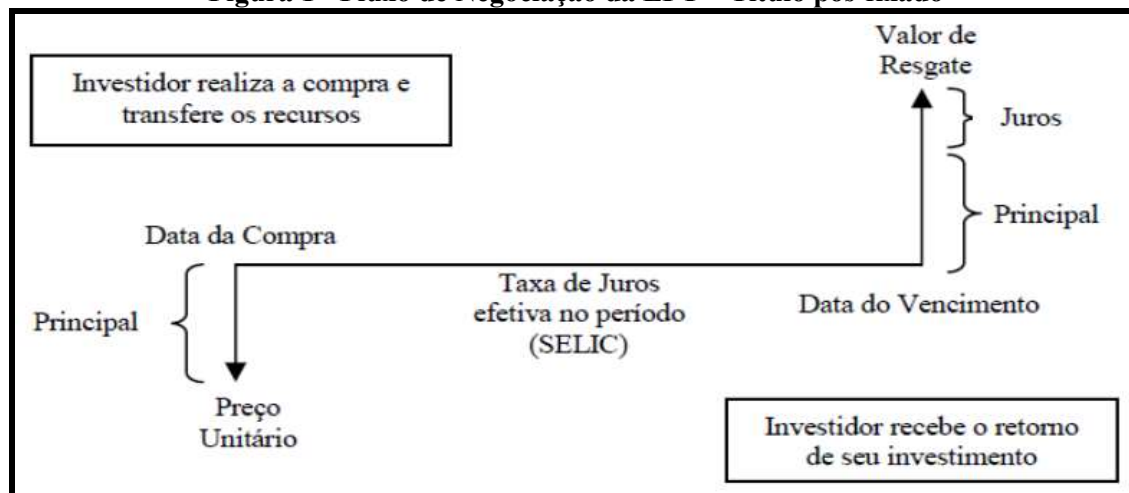 Investidor realiza a compra e
transfere os recursos
Valor de
Resgate
Juros
Principal
Data da Compra
Principal
Taxa de Juros
efetiva no período
(SELIC)
Data do Vencimento
Preço
Unitário
Investidor recebe o retorno
de seu investimento